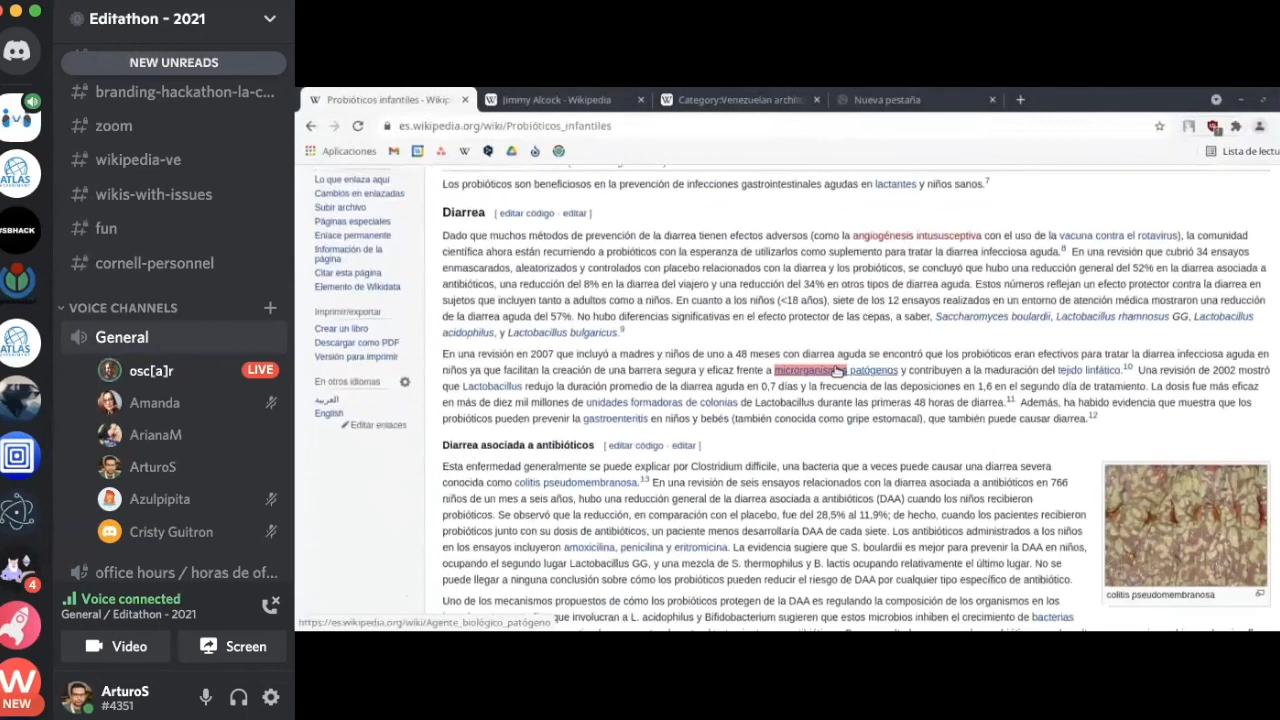 Editathon - 2021
NEW UNREADS
branding-hackathon-la-c...
zoom
wikipedia-ve
wikis-with-issues
fun
cornell-personnel
VOICE CHANNELS
General
osc[a]r LIVE
Amanda
ArianaM
ArturoS
Azulpipita
Cristy Guitron
office hours / horas de of...
Voice connected
General / Editathon - 2021
Video Screen
ArturoS
#4351
ATLAS
#SBHACK
ATLAS
4
W
NEW
Probióticos infantiles - Wikip
Jimmy Alcock - Wikipedia
Category:Venezuelan archit
Nueva pestaña
es.wikipedia.org/wiki/Probióticos_infantiles
Aplicaciones
Lista de lectu
Lo que enlaza aquí
Cambios en enlazadas
Subir archivo
Páginas especiales
Enlace permanente
Información de la
página
Citar esta página
Elemento de Wikidata
Imprimir/exportar
Crear un libro
Descargar como PDF
Versión para imprimir
En otros idiomas
العربية
English
Editar enlaces
Los probióticos son beneficiosos en la prevención de infecciones gastrointestinales agudas en lactantes y niños sanos.7
Diarrea [ editar código · editar ]
Dado que muchos métodos de prevención de la diarrea tienen efectos adversos (como la angiogénesis intususceptiva con el uso de la vacuna contra el rotavirus), la comunidad
científica ahora están recurriendo a probióticos con la esperanza de utilizarlos como suplemento para tratar la diarrea infecciosa aguda.8 En una revisión que cubrió 34 ensayos
enmascarados, aleatorizados y controlados con placebo relacionados con la diarrea y los probióticos, se concluyó que hubo una reducción general del 52% en la diarrea asociada a
antibióticos, una reducción del 8% en la diarrea del viajero y una reducción del 34% en otros tipos de diarrea aguda. Estos números reflejan un efecto protector contra la diarrea en
sujetos que incluyen tanto a adultos como a niños. En cuanto a los niños (<18 años), siete de los 12 ensayos realizados en un entorno de atención médica mostraron una reducción
de la diarrea aguda del 57%. No hubo diferencias significativas en el efecto protector de las cepas, a saber, Saccharomyces boulardii, Lactobacillus rhamnosus GG, Lactobacillus
acidophilus, y Lactobacillus bulgaricus.9
En una revisión en 2007 que incluyó a madres y niños de uno a 48 meses con diarrea aguda se encontró que los probióticos eran efectivos para tratar la diarrea infecciosa aguda en
niños ya que facilitan la creación de una barrera segura y eficaz frente a microrganismos patógenos y contribuyen a la maduración del tejido linfático.10 Una revisión de 2002 mostró
que Lactobacillus redujo la duración promedio de la diarrea aguda en 0,7 días y la frecuencia de las deposiciones en 1,6 en el segundo día de tratamiento. La dosis fue más eficaz
en más de diez mil millones de unidades formadoras de colonias de Lactobacillus durante las primeras 48 horas de diarrea.11 Además, ha habido evidencia que muestra que los
probióticos pueden prevenir la gastroenteritis en niños y bebés (también conocida como gripe estomacal), que también puede causar diarrea.12
Diarrea asociada a antibióticos [ editar código · editar ]
Esta enfermedad generalmente se puede explicar por Clostridium difficile, una bacteria que a veces puede causar una diarrea severa
conocida como colitis pseudomembranosa.13 En una revisión de seis ensayos relacionados con la diarrea asociada a antibióticos en 766
niños de un mes a seis años, hubo una reducción general de la diarrea asociada a antibióticos (DAA) cuando los niños recibieron
probióticos. Se observó que la reducción, en comparación con el placebo, fue del 28,5% al 11,9%; de hecho, cuando los pacientes recibieron
probióticos junto con su dosis de antibióticos, un paciente menos desarrollaría DAA de cada siete. Los antibióticos administrados a los niños
en los ensayos incluyeron amoxicilina, penicilina y eritromicina. La evidencia sugiere que S. boulardii es mejor para prevenir la DAA en niños,
ocupando el segundo lugar Lactobacillus GG, y una mezcla de S. thermophilus y B. lactis ocupando relativamente el último lugar. No se
puede llegar a ninguna conclusión sobre cómo los probióticos pueden reducir el riesgo de DAA por cualquier tipo específico de antibiótico.
colitis pseudomembranosa
Uno de los mecanismos propuestos de cómo los probióticos protegen de la DAA es regulando la composición de los organismos en los
que involucran a L. acidophilus y Bifidobacterium sugieren que estos microbios inhiben el crecimiento de bacterias
https://es.wikipedia.org/wiki/Agente_biológico_patógeno